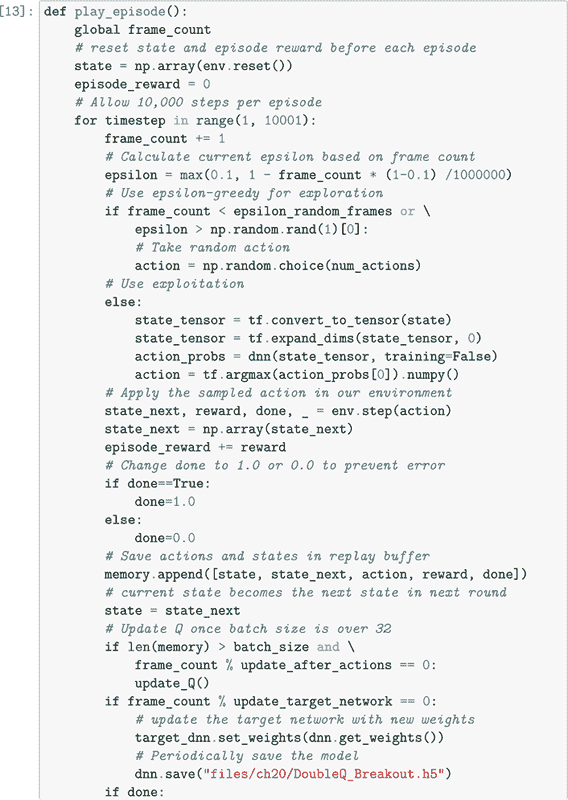 [13]: def play_episode():
    global frame_count
    # reset state and episode reward before each episode
    state = np.array(env.reset())
    episode_reward = 0
    # Allow 10,000 steps per episode
    for timestep in range(1, 10001):
        frame_count += 1
        # Calculate current epsilon based on frame count
        epsilon = max(0.1, 1 - frame_count * (1-0.1) /1000000)
        # Use epsilon-greedy for exploration
        if frame_count < epsilon_random_frames or \
            epsilon > np.random.rand(1)[0]:
            # Take random action
            action = np.random.choice(num_actions)
        # Use exploitation
        else:
            state_tensor = tf.convert_to_tensor(state)
            state_tensor = tf.expand_dims(state_tensor, 0)
            action_probs = dnn(state_tensor, training=False)
            action = tf.argmax(action_probs[0]).numpy()
        # Apply the sampled action in our environment
        state_next, reward, done, _ = env.step(action)
        state_next = np.array(state_next)
        episode_reward += reward
        # Change done to 1.0 or 0.0 to prevent error
        if done==True:
            done=1.0
        else:
            done=0.0
        # Save actions and states in replay buffer
        memory.append([state, state_next, action, reward, done])
        # current state becomes the next state in next round
        state = state_next
        # Update Q once batch size is over 32
        if len(memory) > batch_size and \
            frame_count % update_after_actions == 0:
            update_Q()
        if frame_count % update_target_network == 0:
            # update the target network with new weights
            target_dnn.set_weights(dnn.get_weights())
            # Periodically save the model
            dnn.save("files/ch20/DoubleQ_Breakout.h5")
        if done: